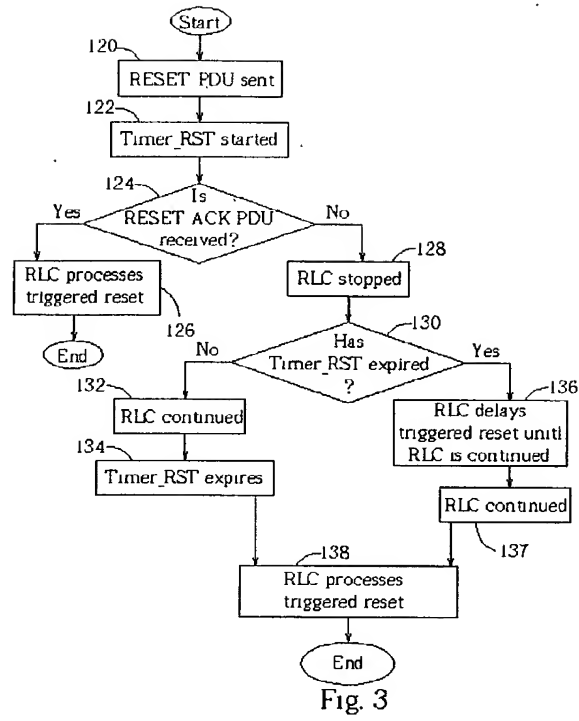 Start
120
RESET PDU sent
122
Timer_RST started
124
Is
RESET ACK PDU
received?
Yes
No
128
RLC processes
triggered reset
126
RLC stopped
End
130
Has
Timer_RST expired
?
No
Yes
132
RLC continued
136
RLC delays
triggered reset unitl
RLC is continued
134
Timer_RST expires
RLC continued
137
138
RLC processes
triggered reset
End
Fig. 3